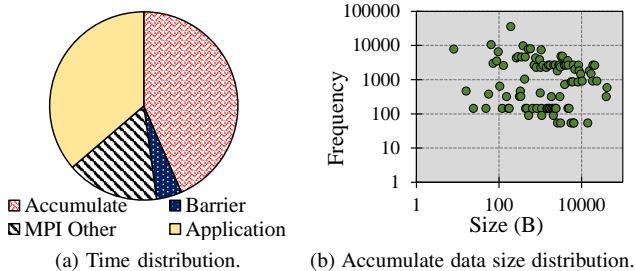 Accumulate
Barrier
MPI Other
Application
(a) Time distribution.
Frequency
100000
10000
1000
100
10
1
1
100
10000
Size (B)
(b) Accumulate data size distribution.